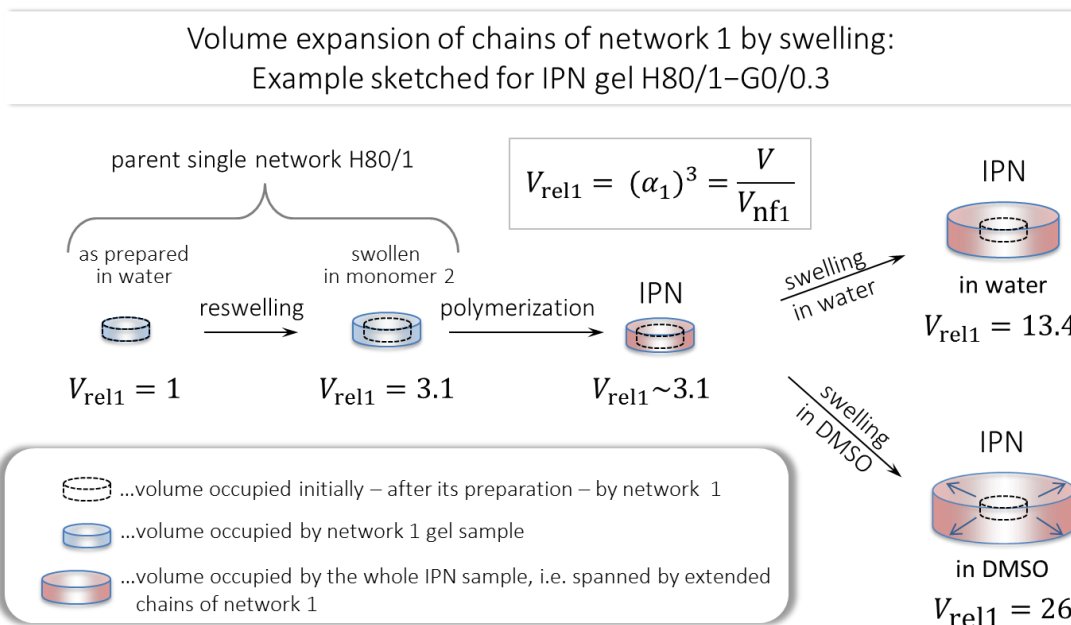 Volume expansion of chains of network 1 by swelling:
Example sketched for IPN gel H80/1–G0/0.3
parent single network H80/1
V_rel1 = (α₁)³ = V / V_nf1
as prepared
in water
reswelling
swollen
in monomer 2
polymerization
IPN
V_rel1 = 1
V_rel1 = 3.1
V_rel1~3.1
swelling
in water
IPN
in water
V_rel1 = 13.4
swelling
in DMSO
IPN
in DMSO
V_rel1 = 26
...volume occupied initially – after its preparation – by network 1
...volume occupied by network 1 gel sample
...volume occupied by the whole IPN sample, i.e. spanned by extended
chains of network 1